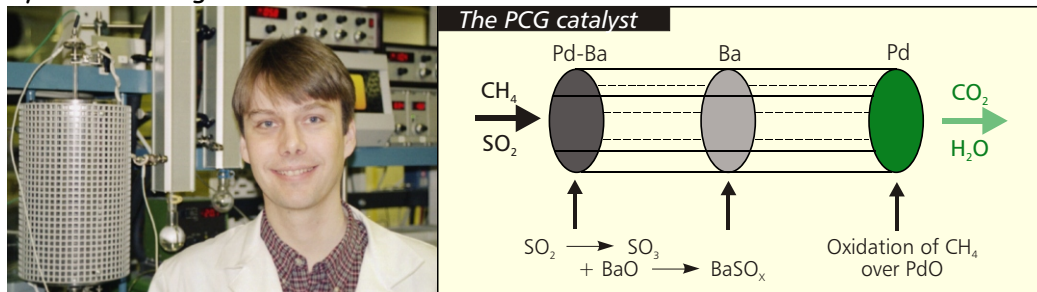 The PCG catalyst
Pd-Ba Ba Pd
CH₄
SO₂
CO₂
H₂O
SO₂ → SO₃
+ BaO → BaSOₓ
Oxidation of CH₄
over PdO